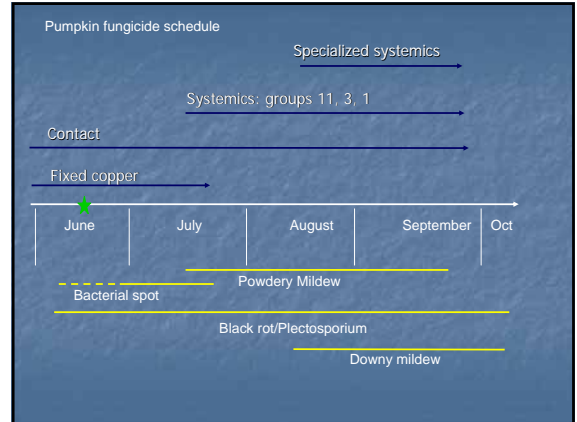 Pumpkin fungicide schedule
Specialized systemics
Systemics: groups 11, 3, 1
Contact
Fixed copper
June July August September Oct
Powdery Mildew
Bacterial spot
Black rot/Plectosporium
Downy mildew